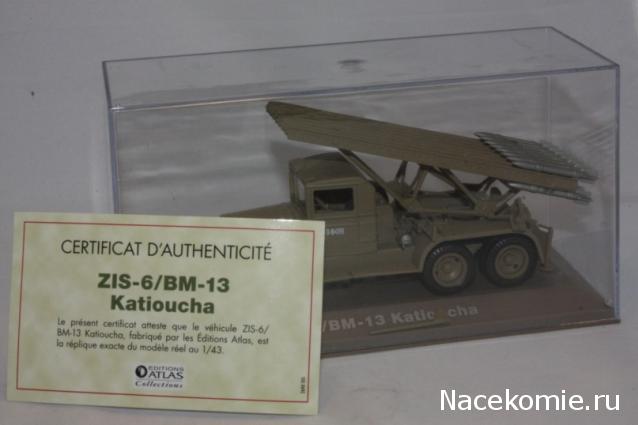 CERTIFICAT D'AUTHENTICITÉ
ZIS-6/BM-13
Katioucha
Le présent certificat atteste que le véhicule ZIS-6/
BM-13 Katioucha, fabriqué par les Éditions Atlas, est
la réplique exacte du modèle réel au 1/43.
EDITIONS
ATLAS
Collections
/BM-13 Katioucha
Nacekomie.ru